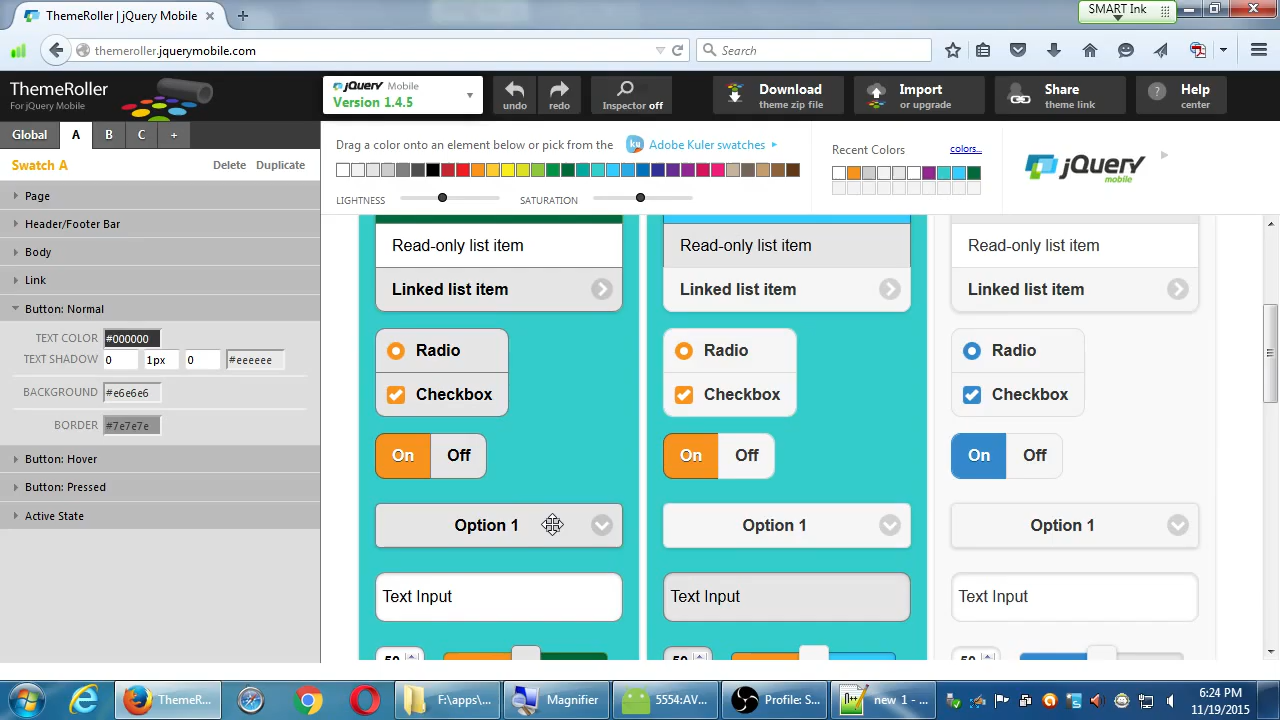 ThemeRoller | jQuery Mobile
SMART Ink
themeroller.jquerymobile.com
Search
ThemeRoller
For jQuery Mobile
jQuery Mobile
Version 1.4.5
undo
redo
Inspector off
Download
theme zip file
Import
or upgrade
Share
theme link
Help
center
Global
A
B
C
+
Swatch A
Delete
Duplicate
Page
Header/Footer Bar
Body
Link
Button: Normal
TEXT COLOR
#000000
TEXT SHADOW
0
1px
0
#eeeeee
BACKGROUND
#e6e6e6
BORDER
#7e7e7e
Button: Hover
Button: Pressed
Active State
Drag a color onto an element below or pick from the
ku
Adobe Kuler swatches
LIGHTNESS
SATURATION
Recent Colors
colors...
jQuery
mobile
Read-only list item
Linked list item
Radio
Checkbox
On
Off
Option 1
Text Input
50
Read-only list item
Linked list item
Radio
Checkbox
On
Off
Option 1
Text Input
50
Read-only list item
Linked list item
Radio
Checkbox
On
Off
Option 1
Text Input
50
ThemeR...
F:\apps\...
Magnifier
5554:AV...
Profile: S...
new 1 - ...
6:24 PM
11/19/2015